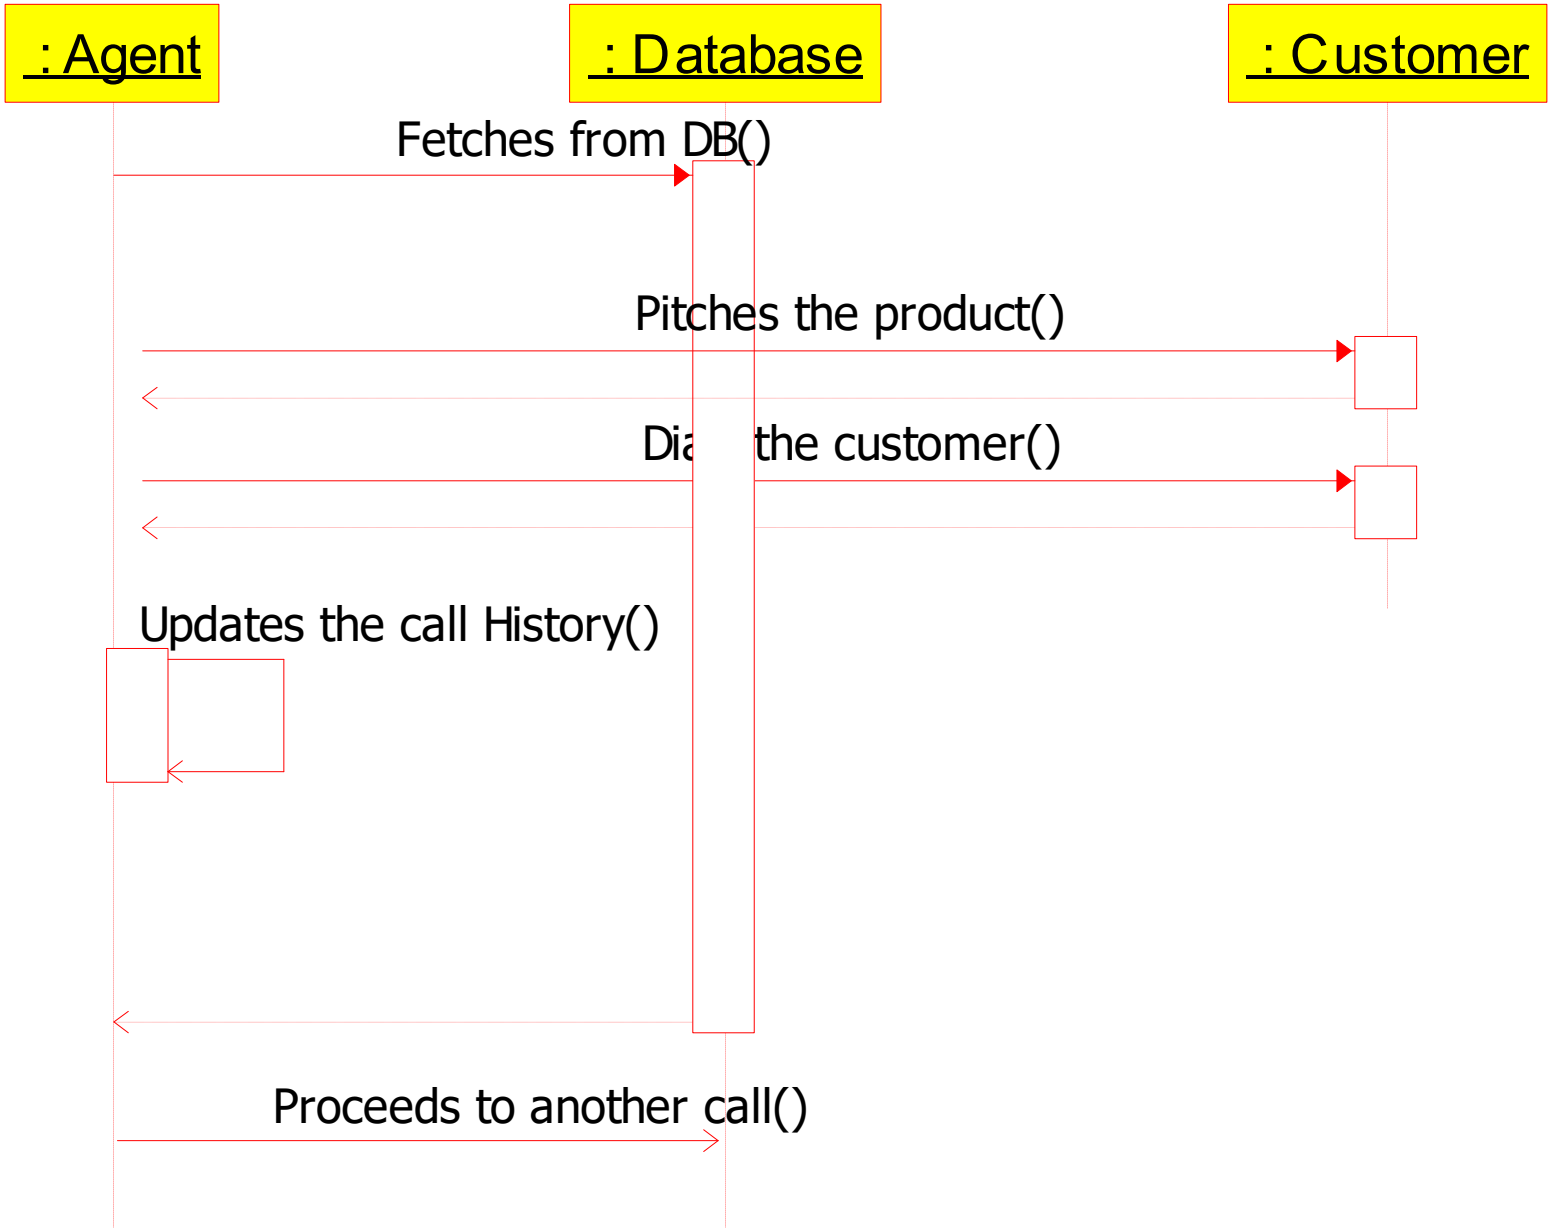 : Agent
: Database
: Customer
Fetches from DB()
Pitches the product()
the customer()
Updates the call History()
Proceeds to another call()